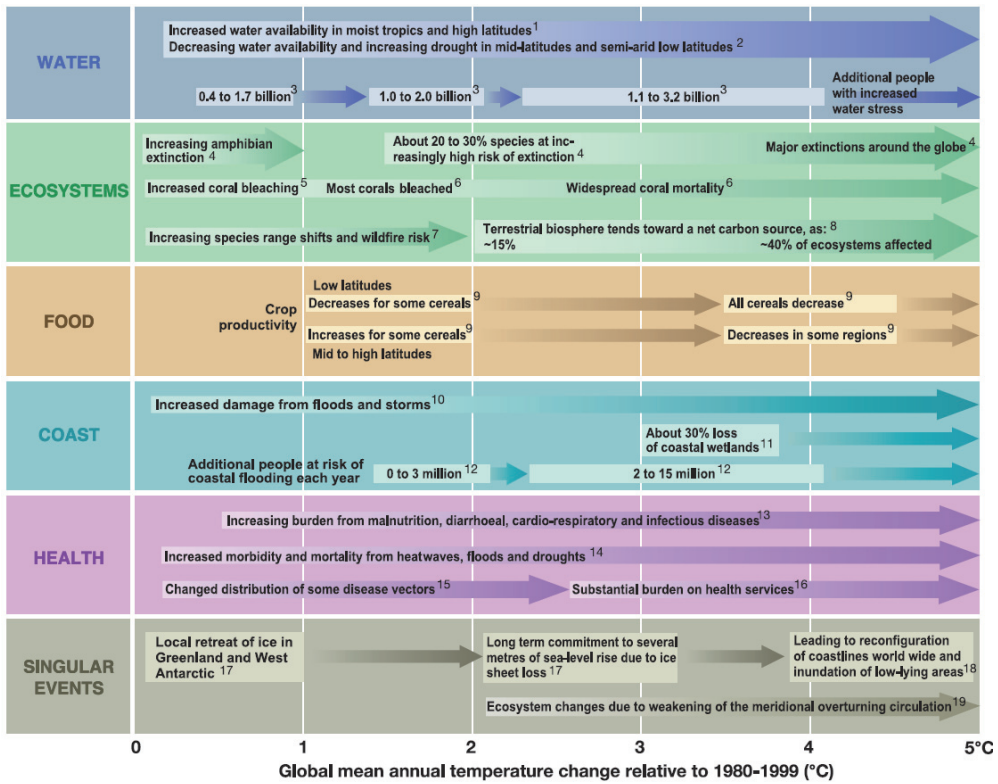 WATER
Increased water availability in moist tropics and high latitudes1
Decreasing water availability and increasing drought in mid-latitudes and semi-arid low latitudes 2
0.4 to 1.7 billion3
1.0 to 2.0 billion3
1.1 to 3.2 billion3
Additional people
with increased
water stress
ECOSYSTEMS
Increasing amphibian
extinction 4
About 20 to 30% species at inc-
reasingly high risk of extinction 4
Major extinctions around the globe 4
Increased coral bleaching5
Most corals bleached 6
Widespread coral mortality 6
Increasing species range shifts and wildfire risk 7
Terrestrial biosphere tends toward a net carbon source, as: 8
~15%
~40% of ecosystems affected
FOOD
Crop
productivity
Low latitudes
Decreases for some cereals9
All cereals decrease 9
Increases for some cereals9
Decreases in some regions9
Mid to high latitudes
COAST
Increased damage from floods and storms10
About 30% loss
of coastal wetlands 11
Additional people at risk of
coastal flooding each year
0 to 3 million12
2 to 15 million12
HEALTH
Increasing burden from malnutrition, diarrhoeal, cardio-respiratory and infectious diseases13
Increased morbidity and mortality from heatwaves, floods and droughts 14
Changed distribution of some disease vectors15
Substantial burden on health services16
SINGULAR
EVENTS
Local retreat of ice in
Greenland and West
Antarctic 17
Long term commitment to several
metres of sea-level rise due to ice
sheet loss17
Leading to reconfiguration
of coastlines world wide and
inundation of low-lying areas18
Ecosystem changes due to weakening of the meridional overturning circulation19
0 1 2 3 4 5°C
Global mean annual temperature change relative to 1980-1999 (°C)